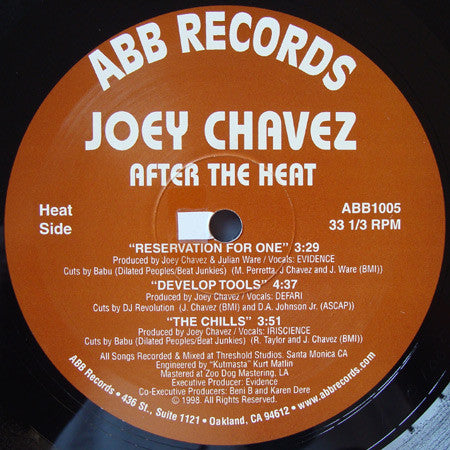 ABB RECORDS
JOEY CHAVEZ
AFTER THE HEAT
Heat
Side
ABB1005
33 1/3 RPM
"RESERVATION FOR ONE" 3:29
Produced by Joey Chavez & Julian Ware / Vocals: EVIDENCE
Cuts by Babu (Dilated Peoples/Beat Junkies) (M. Perretta, J Chavez and J. Ware (BMI))
"DEVELOP TOOLS" 4:37
Produced by Joey Chavez / Vocals: DEFARI
Cuts by DJ Revolution (J. Chavez (BMI) and D.A. Johnson Jr. (ASCAP))
"THE CHILLS" 3:51
Produced by Joey Chavez / Vocals: IRISCIENCE
Cuts by Babu (Dilated Peoples/Beat Junkies) (R. Taylor and J. Chavez (BMI))
All Songs Recorded & Mixed at Threshold Studios. Santa Monica CA
Engineered by "Kutmasta" Kurt Matlin
Mastered at Zoo Dog Mastering, LA
Executive Producer: Evidence
Co-Executive Producers: Beni B and Karen Dere
© 1998. All Rights Reserved
ABB Records • 436 St., Suite 1121 • Oakland, CA 94612 • www.abbrecords.com